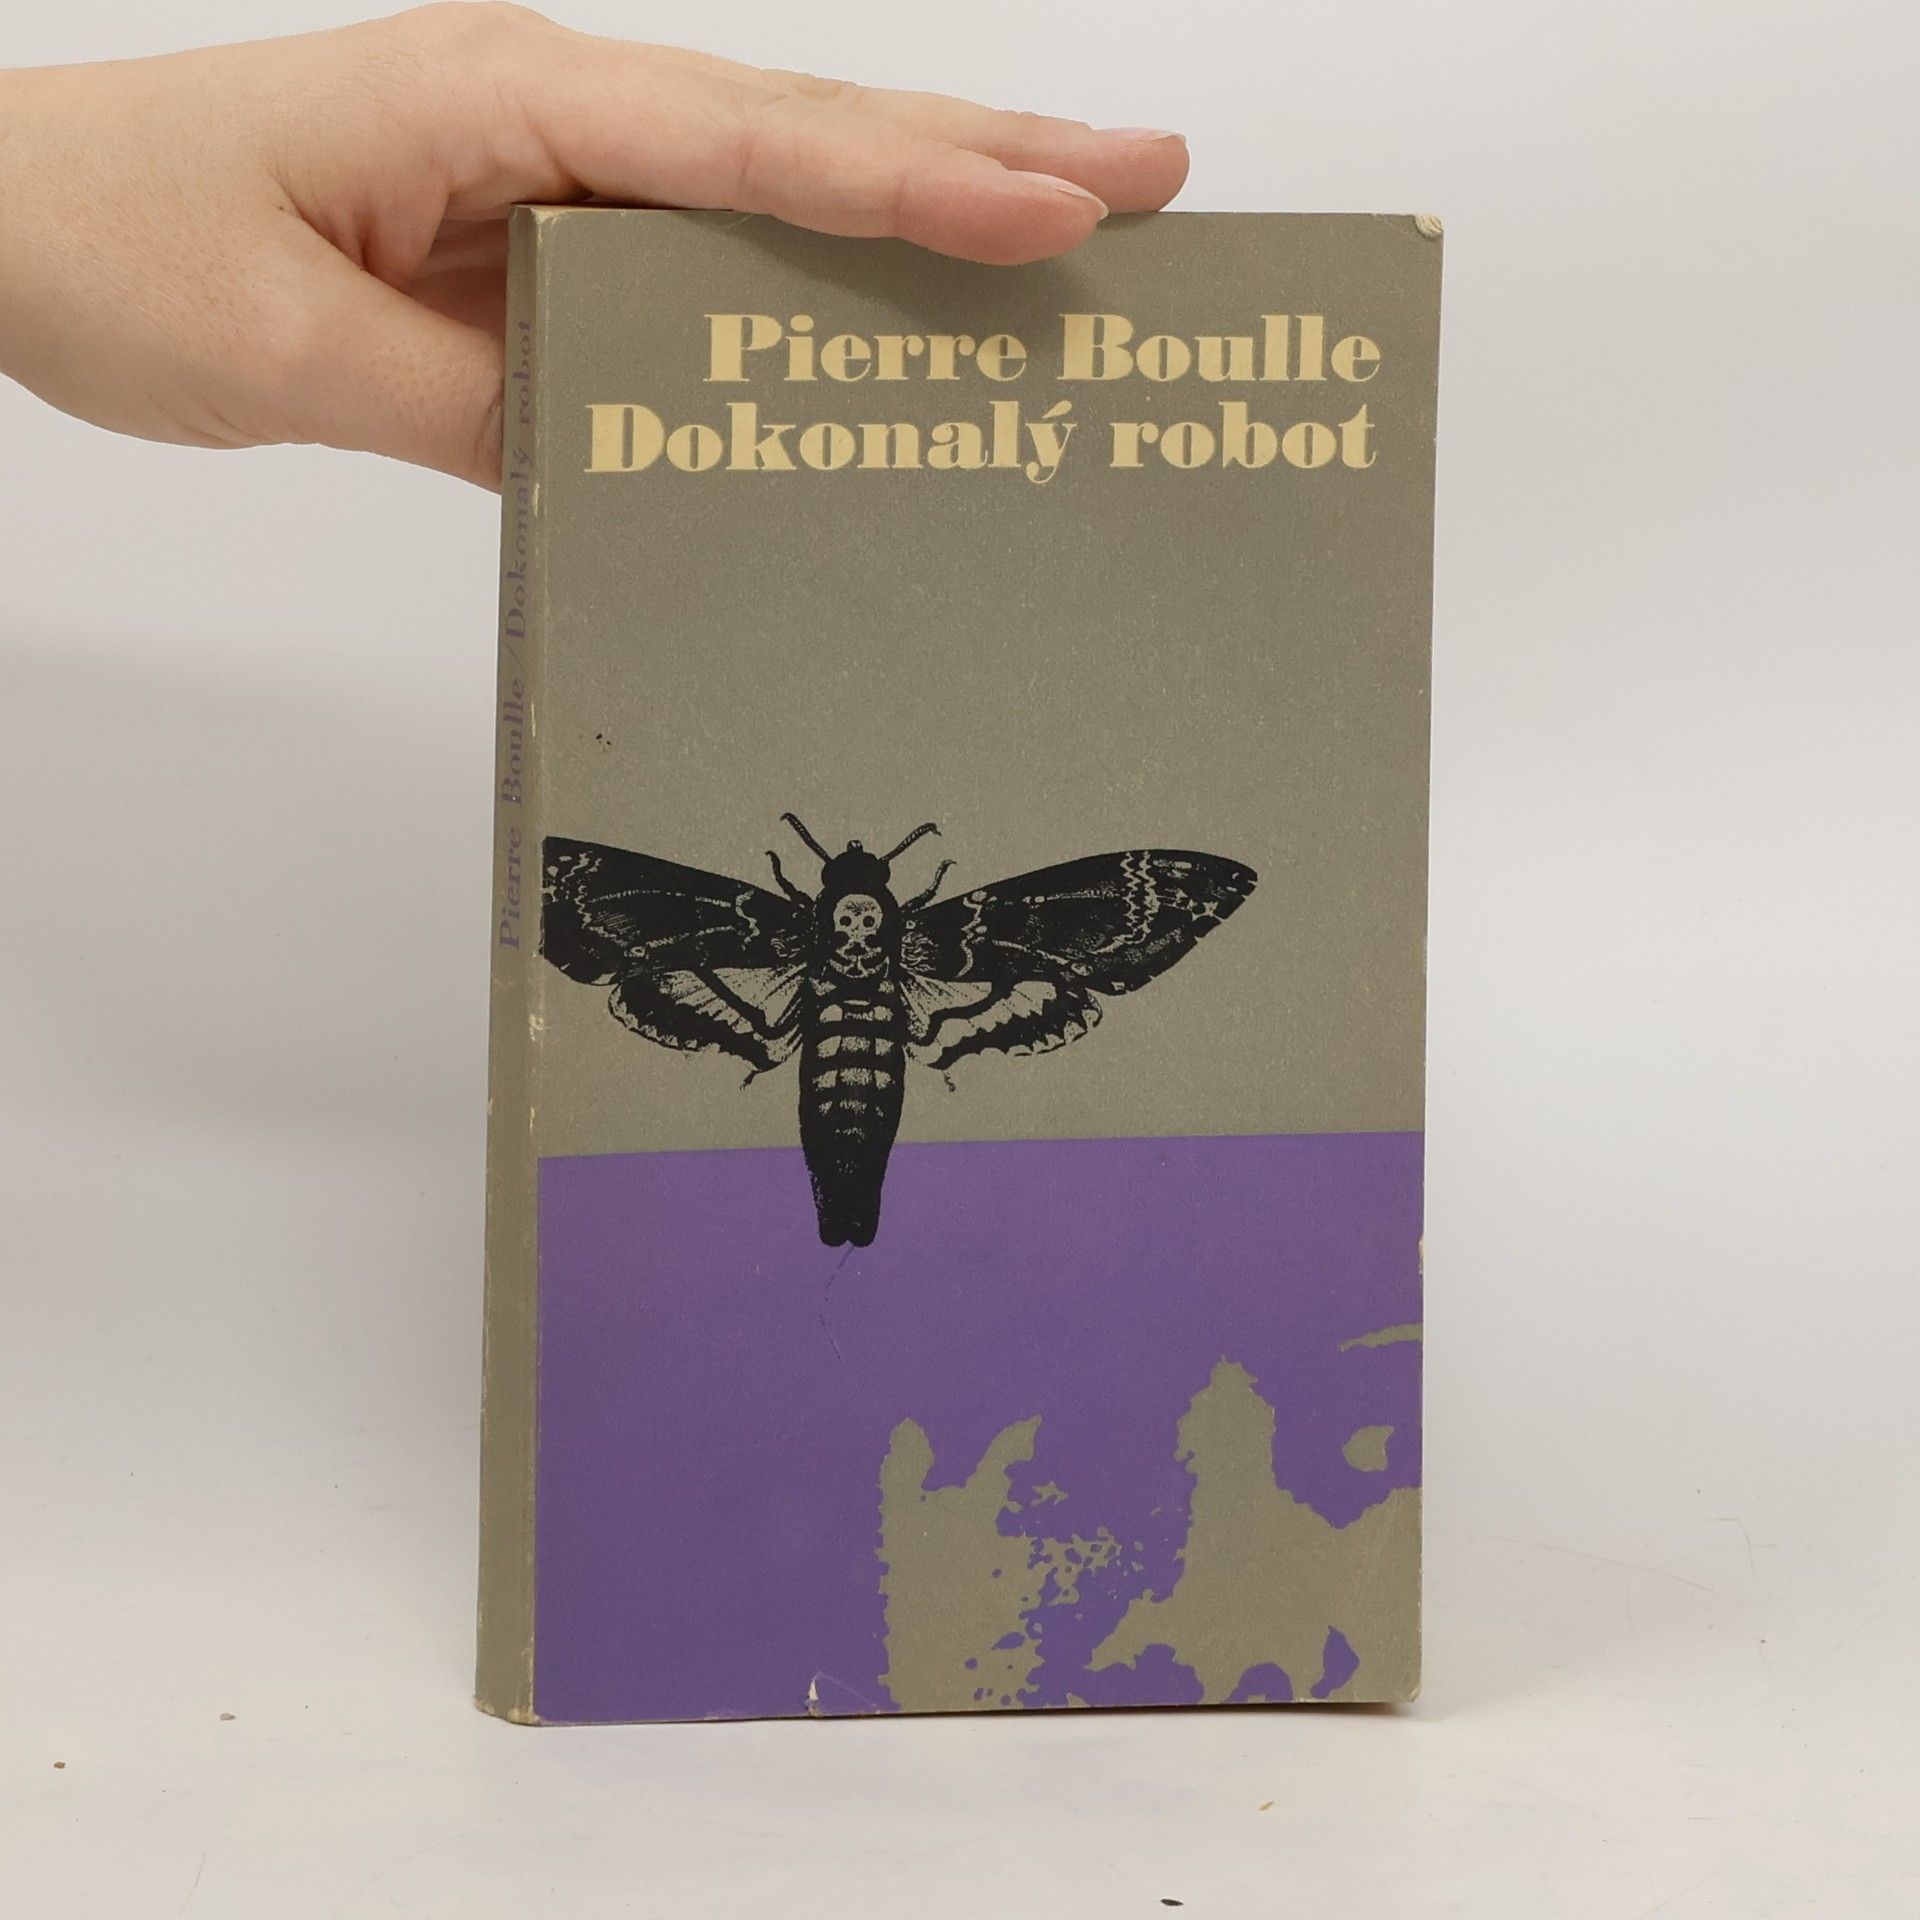 Pierre Boulle
Dokonalý robot
Pierre Boulle / Dokonalý robot